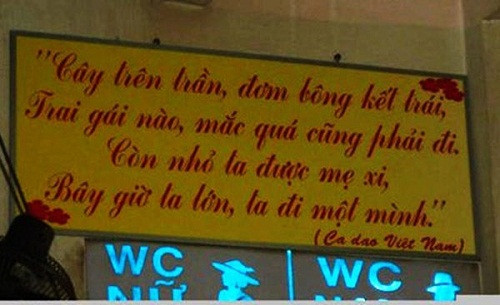 "Cây trên trần, đơm bông kết trái,
Trai gái nào, mắc quá cũng phải đi.
Còn nhỏ ta được mẹ xi,
Bây giờ ta lớn, ta đi một mình."
(Ca dao Việt Nam)
WC WC
NỮ